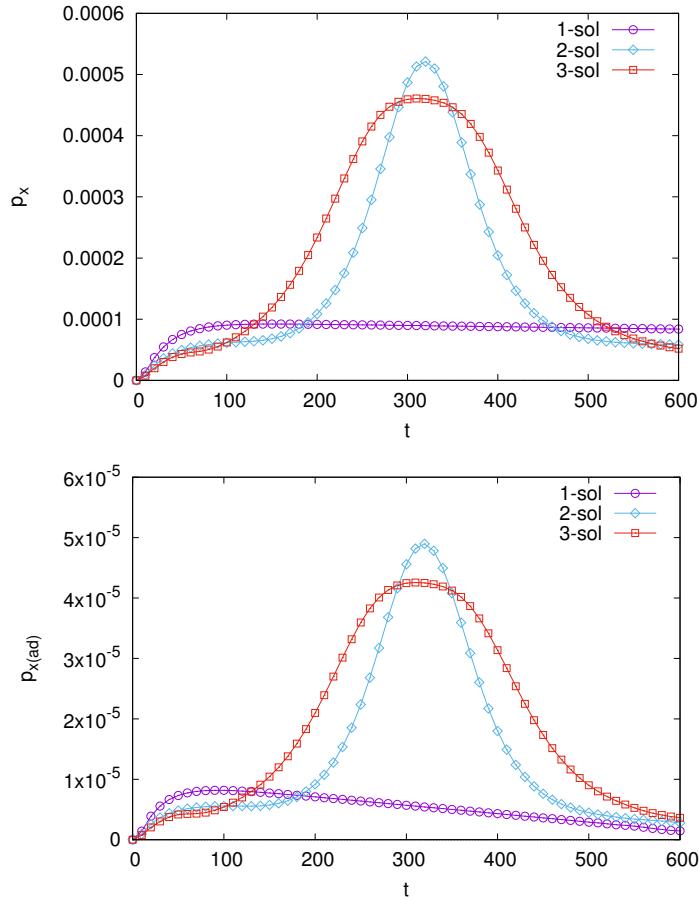 0.0006
0.0005
0.0004
0.0003
0.0002
0.0001
0
p_x
1-sol
2-sol
3-sol
0 100 200 300 400 500 600
t
6x10^-5
5x10^-5
4x10^-5
3x10^-5
2x10^-5
1x10^-5
0
p_x(ad)
1-sol
2-sol
3-sol
0 100 200 300 400 500 600
t